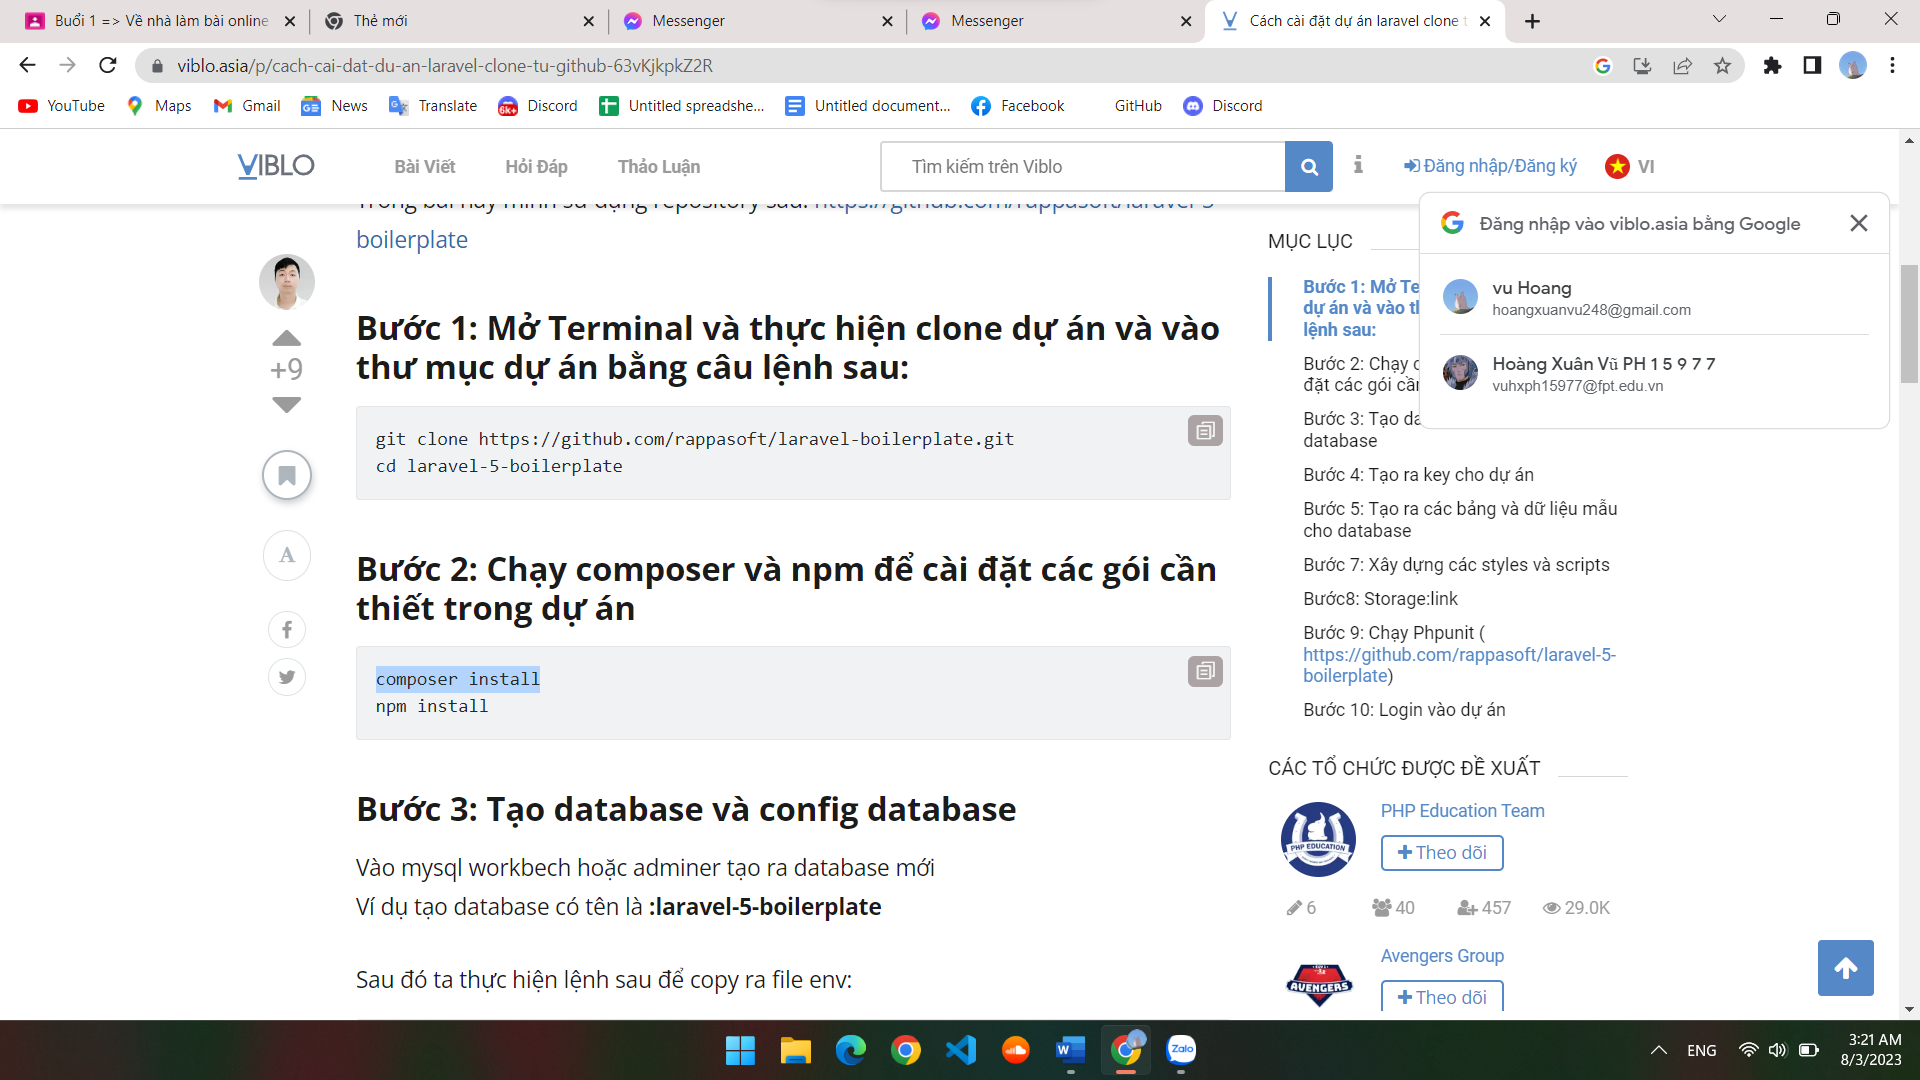 Buổi 1 => Về nhà làm bài online
Thẻ mới
Messenger
Messenger
Cách cài đặt dự án laravel clone t
viblo.asia/p/cach-cai-dat-du-an-laravel-clone-tu-github-63vKjkpkZ2R
YouTube
Maps
Gmail
News
Translate
6k+
Discord
Untitled spreadshe...
Untitled document...
Facebook
GitHub
Discord
VIBLO
Bài Viết
Hỏi Đáp
Thảo Luận
Tìm kiếm trên Viblo
Đăng nhập/Đăng ký
VI
Trong bài này mình sử dụng repository sau: https://github.com/rappasoft/laravel-5-
boilerplate
+9
A
Bước 1: Mở Terminal và thực hiện clone dự án và vào
thư mục dự án bằng câu lệnh sau:
git clone https://github.com/rappasoft/laravel-boilerplate.git
cd laravel-5-boilerplate
Bước 2: Chạy composer và npm để cài đặt các gói cần
thiết trong dự án
composer install
npm install
Bước 3: Tạo database và config database
Vào mysql workbech hoặc adminer tạo ra database mới
Ví dụ tạo database có tên là :laravel-5-boilerplate
Sau đó ta thực hiện lệnh sau để copy ra file env:
MỤC LỤC
Bước 1: Mở Te
dự án và vào th
lệnh sau:
Bước 2: Chạy c
đặt các gói cần
Bước 3: Tạo da
database
Bước 4: Tạo ra key cho dự án
Bước 5: Tạo ra các bảng và dữ liệu mẫu
cho database
Bước 7: Xây dựng các styles và scripts
Bước8: Storage:link
Bước 9: Chạy Phpunit (
https://github.com/rappasoft/laravel-5-
boilerplate)
Bước 10: Login vào dự án
Đăng nhập vào viblo.asia bằng Google
vu Hoang
hoangxuanvu248@gmail.com
Hoàng Xuân Vũ PH 1 5 9 7 7
vuhxph15977@fpt.edu.vn
CÁC TỔ CHỨC ĐƯỢC ĐỀ XUẤT
PHP EDUCATION
PHP Education Team
Theo dõi
6
40
457
29.0K
AVENGERS
Avengers Group
Theo dõi
W
Zalo
ENG
3:21 AM
8/3/2023